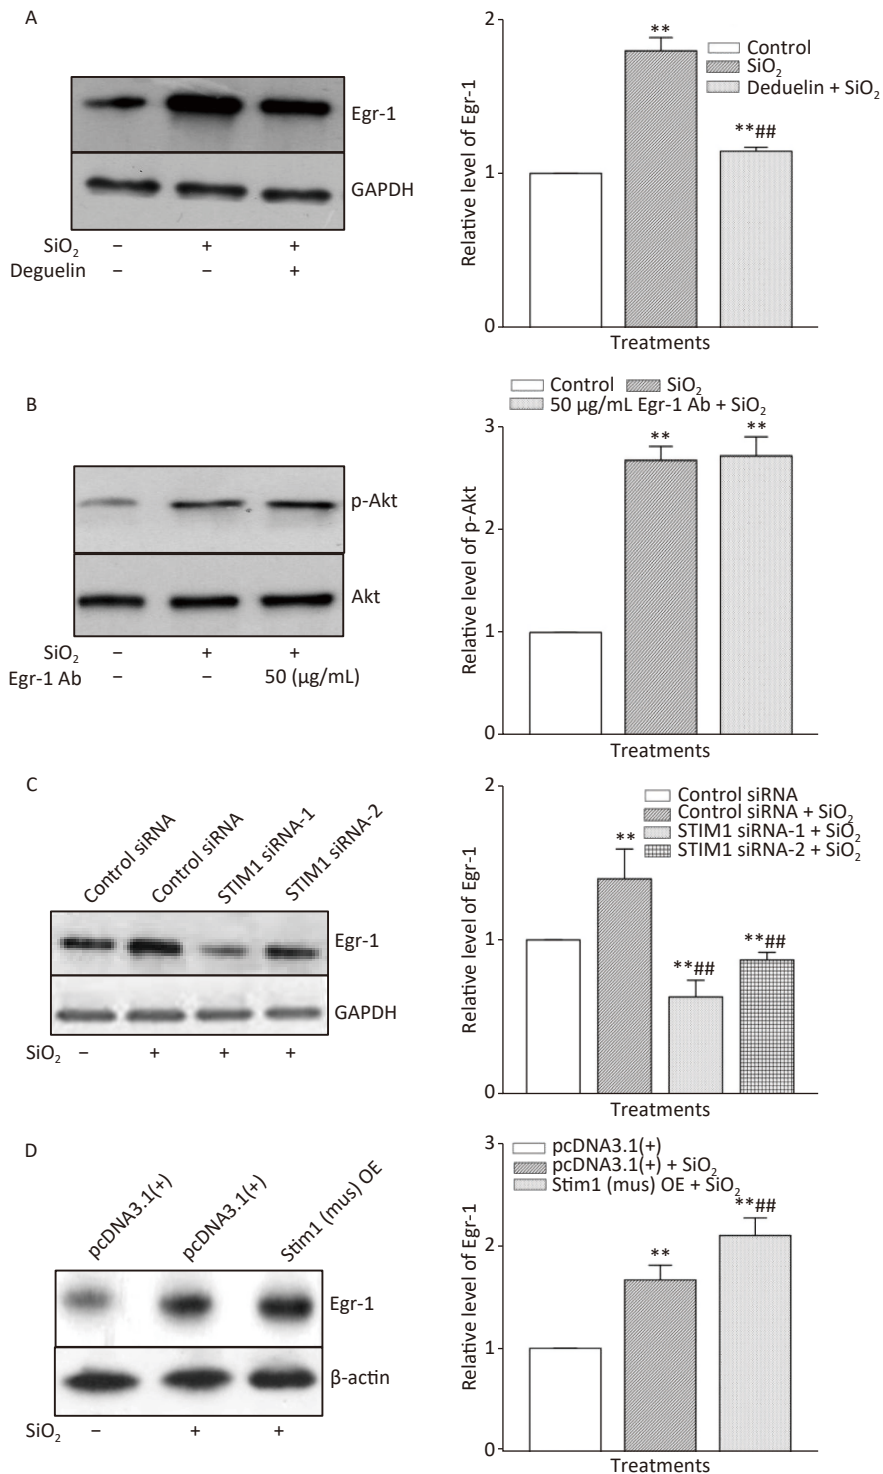 A
Egr-1
GAPDH
SiO₂ − + +
Deguelin − − +
Relative level of Egr-1
2
1
0
**
**##
Control
SiO₂
Deduelin + SiO₂
Treatments
B
p-Akt
Akt
SiO₂ − + +
Egr-1 Ab − − 50 (μg/mL)
Control SiO₂
50 μg/mL Egr-1 Ab + SiO₂
Relative level of p-Akt
3
2
1
0
**
**
Treatments
C
Control siRNA
Control siRNA
STIM1 siRNA-1
STIM1 siRNA-2
Egr-1
GAPDH
SiO₂ − + + +
Relative level of Egr-1
2
1
0
Control siRNA
Control siRNA + SiO₂
STIM1 siRNA-1 + SiO₂
STIM1 siRNA-2 + SiO₂
**
**##
**##
Treatments
D
pcDNA3.1(+)
pcDNA3.1(+)
Stim1 (mus) OE
Egr-1
β-actin
SiO₂ − + +
Relative level of Egr-1
3
2
1
0
pcDNA3.1(+)
pcDNA3.1(+) + SiO₂
Stim1 (mus) OE + SiO₂
**
**##
Treatments